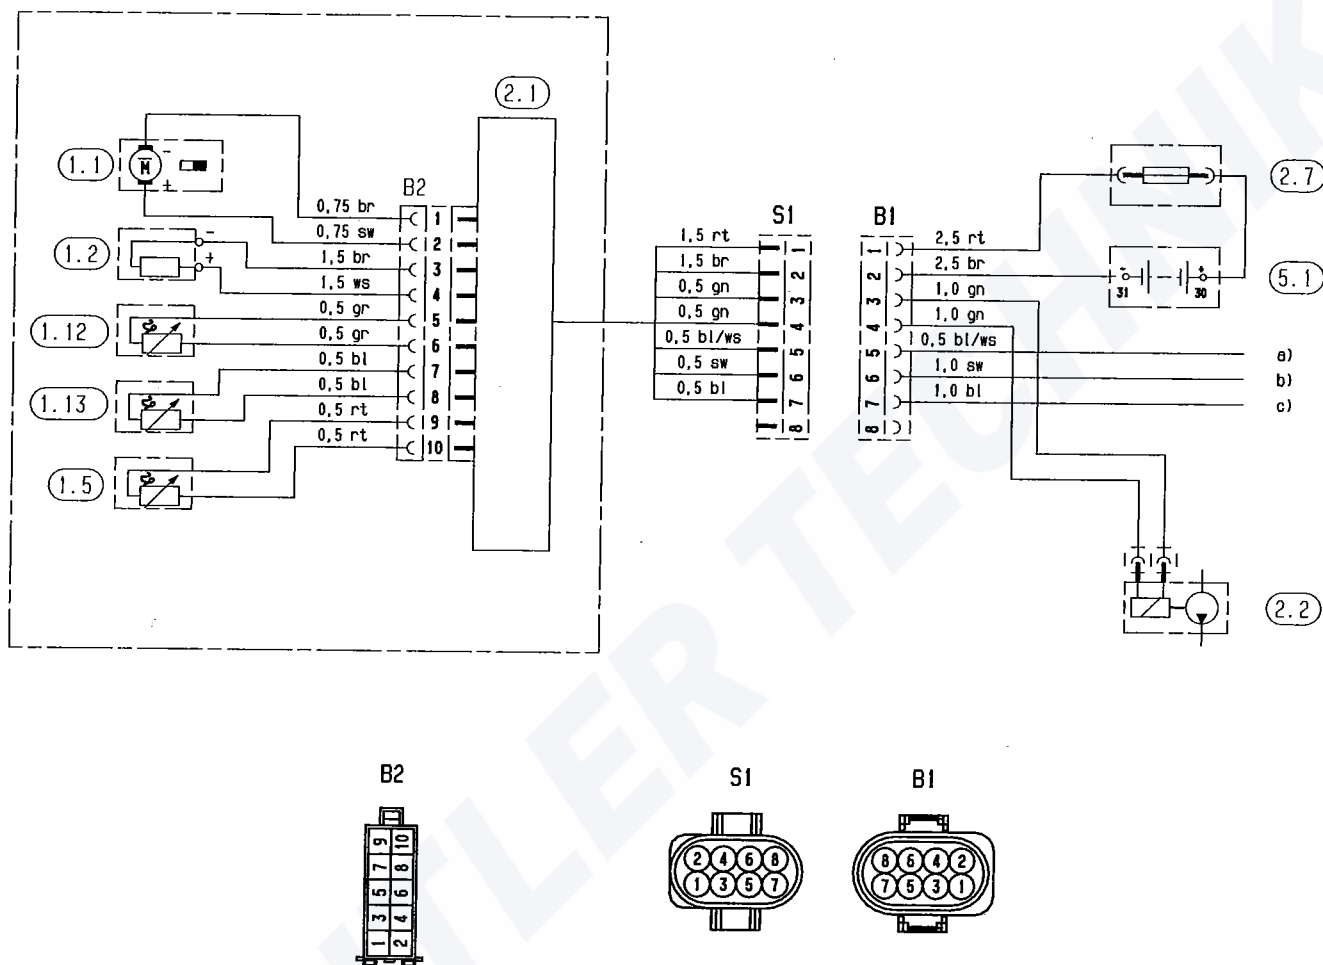 2.1
1.1
M
-
+
1.2
-
+
1.12
1.13
1.5
B2
0,75 br
1
0,75 sw
2
1,5 br
3
1,5 ws
4
0,5 gr
5
0,5 gr
6
0,5 bl
7
0,5 bl
8
0,5 rt
9
0,5 rt
10
S1
1,5 rt
1
1,5 br
2
0,5 gn
3
0,5 gn
4
0,5 bl/ws
5
0,5 sw
6
0,5 bl
7
8
B1
1
2,5 rt
2
2,5 br
3
1,0 gn
4
1,0 gn
5
0,5 bl/ws
6
1,0 sw
7
1,0 bl
8
2.7
5.1
-
+
31
30
a)
b)
c)
2.2
B2
9 10
7 8
5 6
3 4
1 2
S1
2 4 6 8
1 3 5 7
B1
8 6 4 2
7 5 3 1
TLER TECHNIK